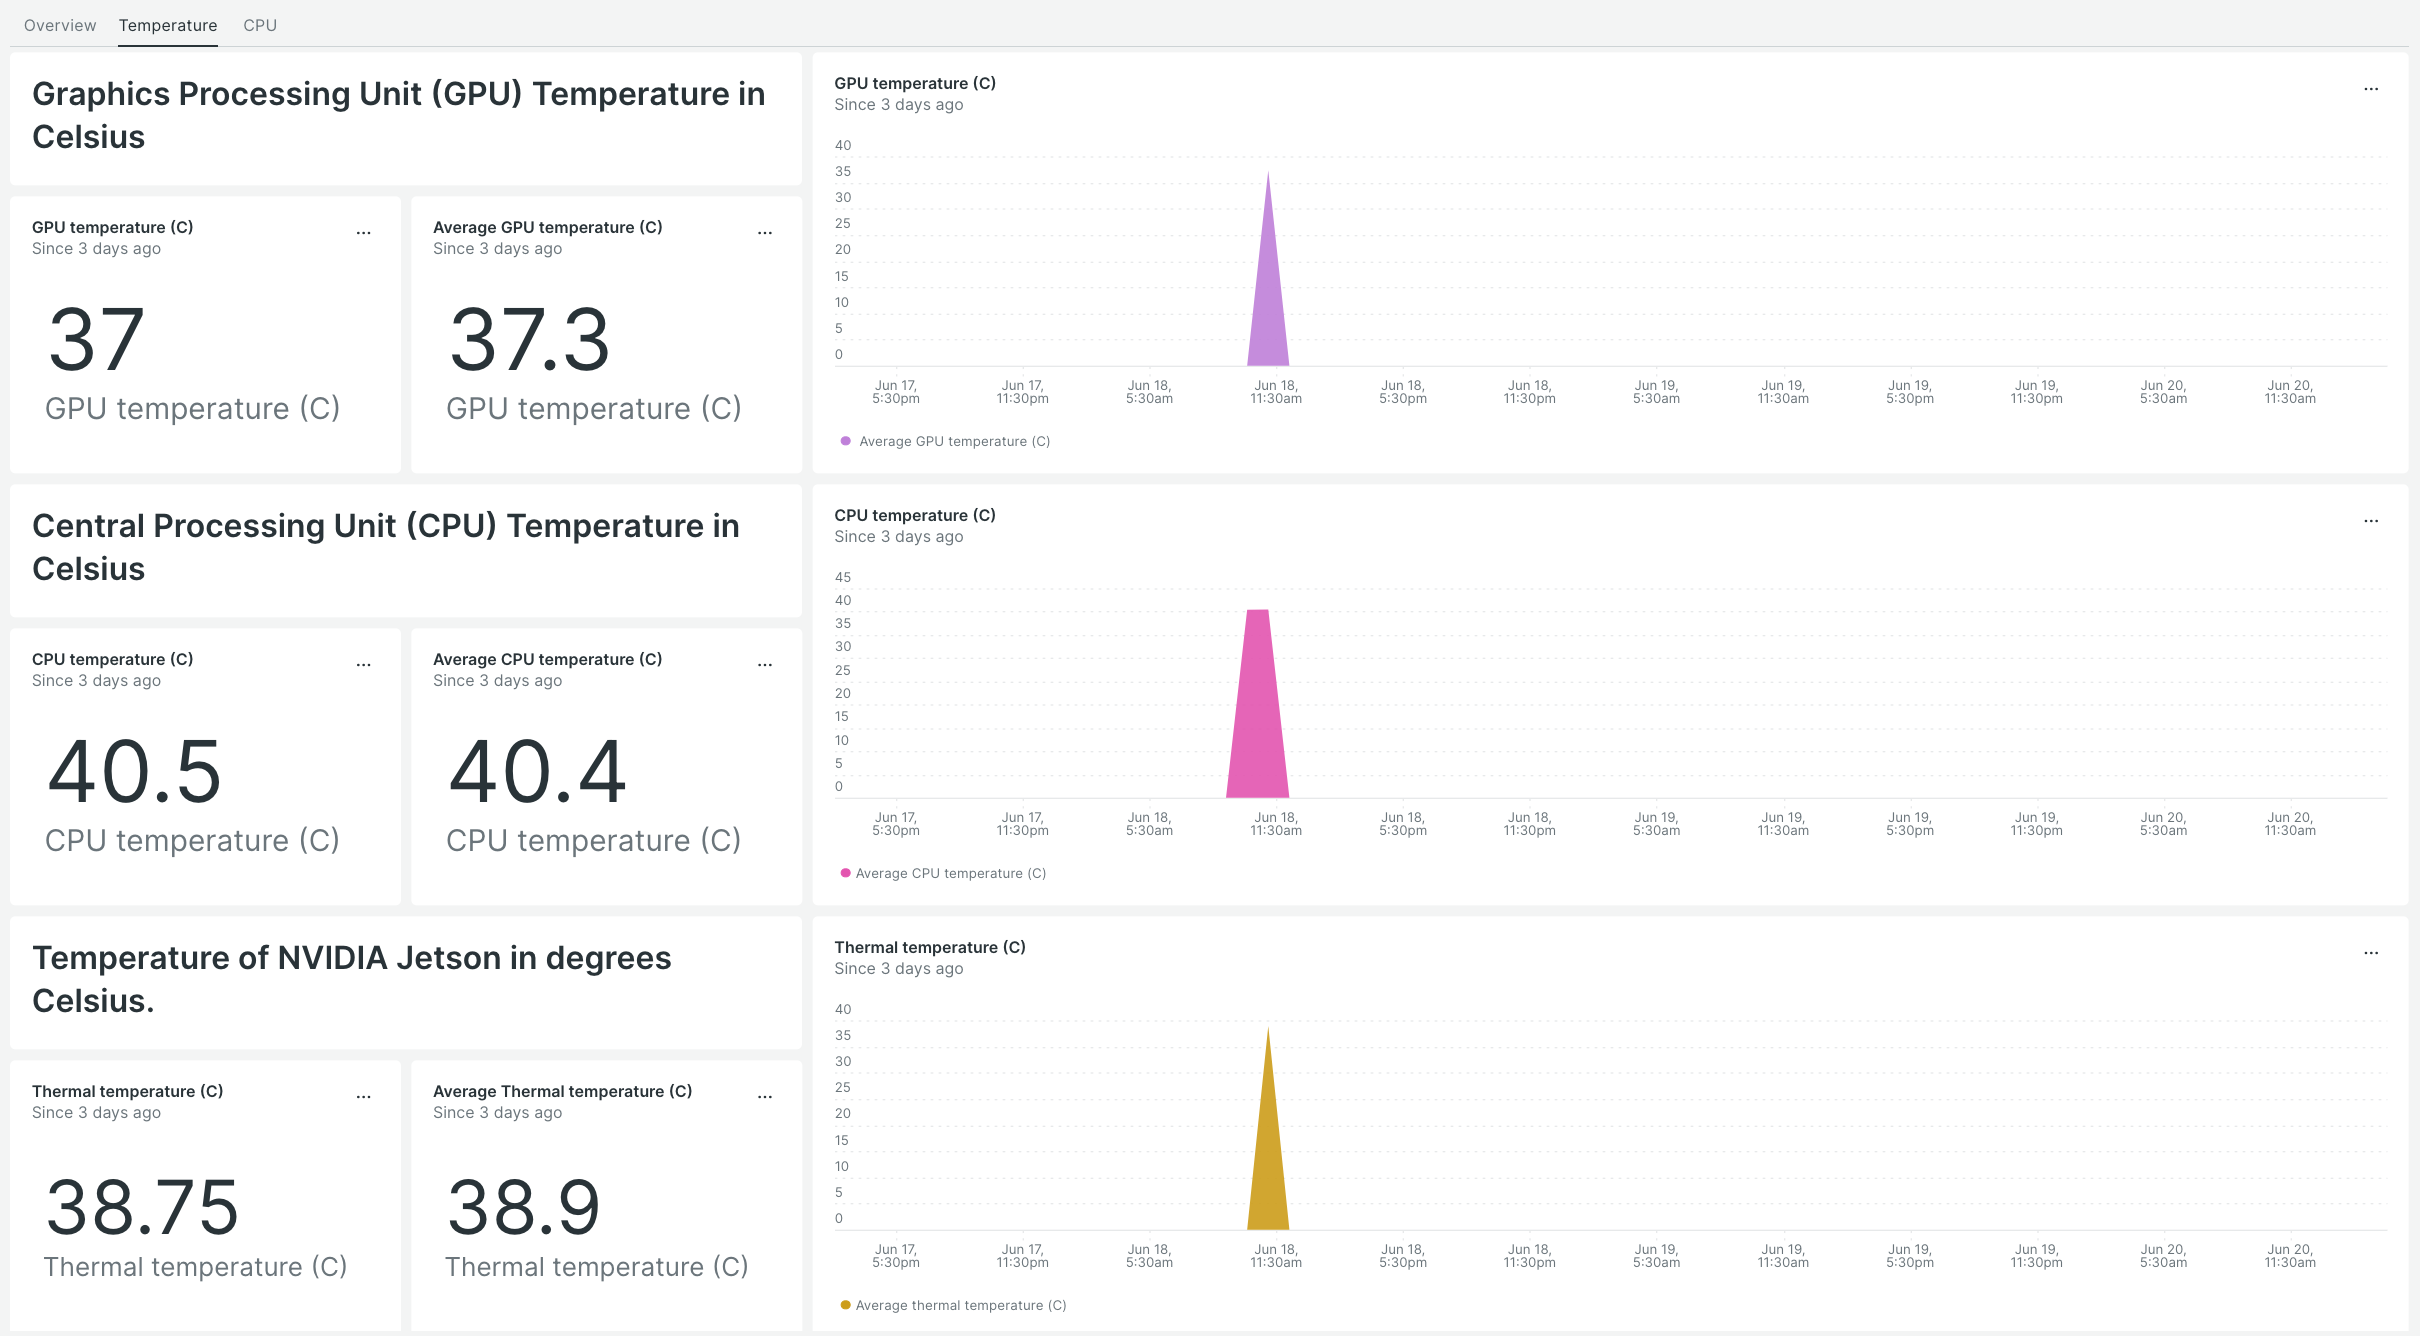 Overview Temperature CPU
Graphics Processing Unit (GPU) Temperature in
Celsius
GPU temperature (C)
Since 3 days ago
37
GPU temperature (C)
Average GPU temperature (C)
Since 3 days ago
37.3
GPU temperature (C)
GPU temperature (C)
Since 3 days ago
40
35
30
25
20
15
10
5
0
Jun 17, Jun 17, Jun 18, Jun 18, Jun 18, Jun 18, Jun 19, Jun 19, Jun 19, Jun 19, Jun 20, Jun 20,
5:30pm 11:30pm 5:30am 11:30am 5:30pm 11:30pm 5:30am 11:30am 5:30pm 11:30pm 5:30am 11:30am
Average GPU temperature (C)
Central Processing Unit (CPU) Temperature in
Celsius
CPU temperature (C)
Since 3 days ago
40.5
CPU temperature (C)
Average CPU temperature (C)
Since 3 days ago
40.4
CPU temperature (C)
CPU temperature (C)
Since 3 days ago
45
40
35
30
25
20
15
10
5
0
Jun 17, Jun 17, Jun 18, Jun 18, Jun 18, Jun 18, Jun 19, Jun 19, Jun 19, Jun 19, Jun 20, Jun 20,
5:30pm 11:30pm 5:30am 11:30am 5:30pm 11:30pm 5:30am 11:30am 5:30pm 11:30pm 5:30am 11:30am
Average CPU temperature (C)
Temperature of NVIDIA Jetson in degrees
Celsius.
Thermal temperature (C)
Since 3 days ago
38.75
Thermal temperature (C)
Average Thermal temperature (C)
Since 3 days ago
38.9
Thermal temperature (C)
Thermal temperature (C)
Since 3 days ago
40
35
30
25
20
15
10
5
0
Jun 17, Jun 17, Jun 18, Jun 18, Jun 18, Jun 18, Jun 19, Jun 19, Jun 19, Jun 19, Jun 20, Jun 20,
5:30pm 11:30pm 5:30am 11:30am 5:30pm 11:30pm 5:30am 11:30am 5:30pm 11:30pm 5:30am 11:30am
Average thermal temperature (C)